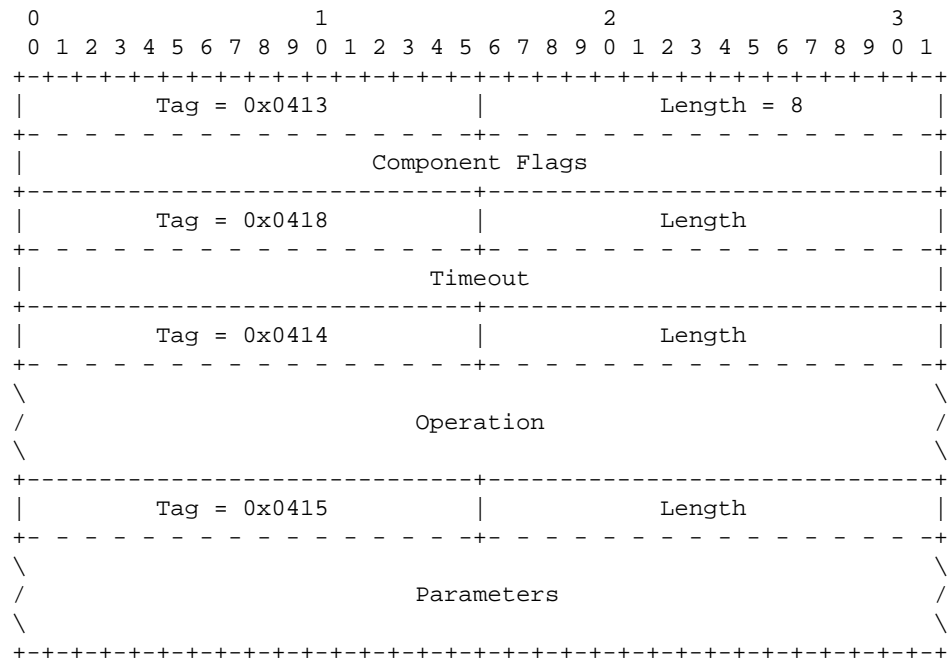 0                   1                   2                   3
0 1 2 3 4 5 6 7 8 9 0 1 2 3 4 5 6 7 8 9 0 1 2 3 4 5 6 7 8 9 0 1
+-+-+-+-+-+-+-+-+-+-+-+-+-+-+-+-+-+-+-+-+-+-+-+-+-+-+-+-+-+-+-+-+
|         Tag = 0x0413          |            Length = 8         |
+- - - - - - - - - - - - - - - -+- - - - - - - - - - - - - - - -+
|                        Component Flags                        |
+-------------------------------+-------------------------------+
|         Tag = 0x0418          |            Length             |
+- - - - - - - - - - - - - - - -+- - - - - - - - - - - - - - - -+
|                            Timeout                            |
+-------------------------------+-------------------------------+
|         Tag = 0x0414          |            Length             |
+- - - - - - - - - - - - - - - -+- - - - - - - - - - - - - - - -+
\                                                               \
/                           Operation                           /
\                                                               \
+-------------------------------+-------------------------------+
|         Tag = 0x0415          |            Length             |
+- - - - - - - - - - - - - - - -+- - - - - - - - - - - - - - - -+
\                                                               \
/                           Parameters                          /
\                                                               \
+-+-+-+-+-+-+-+-+-+-+-+-+-+-+-+-+-+-+-+-+-+-+-+-+-+-+-+-+-+-+-+-+